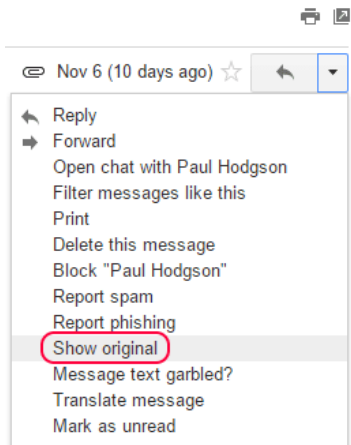 Nov 6 (10 days ago)
Reply
Forward
Open chat with Paul Hodgson
Filter messages like this
Print
Delete this message
Block "Paul Hodgson"
Report spam
Report phishing
Show original
Message text garbled?
Translate message
Mark as unread